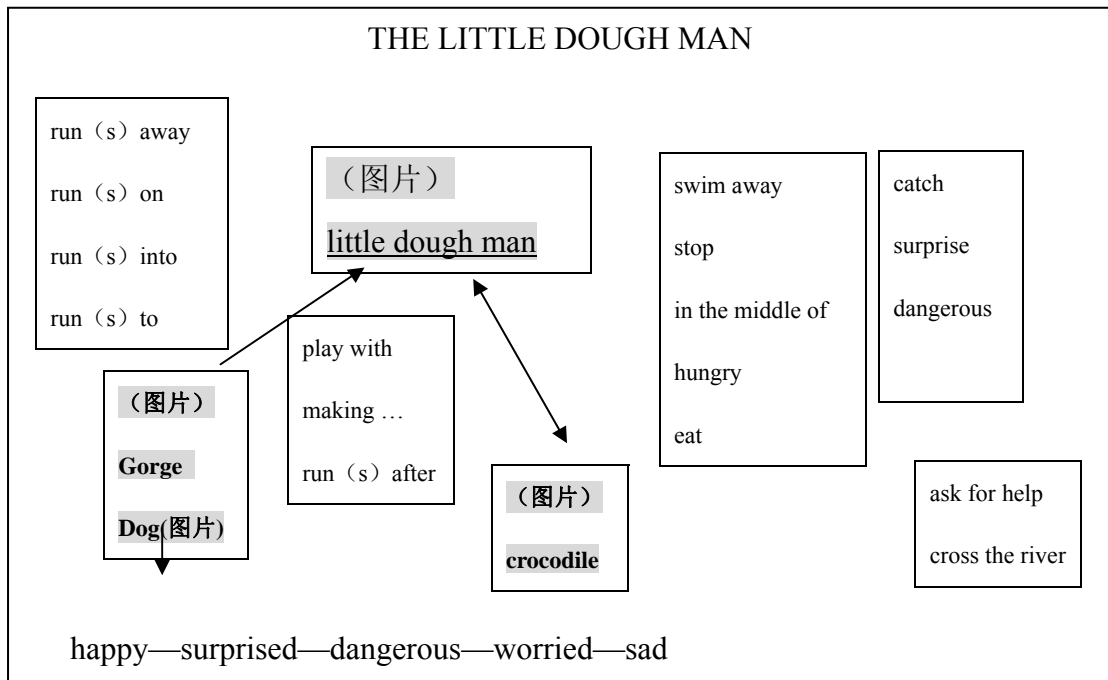 THE LITTLE DOUGH MAN
run（s）away
run（s）on
run（s）into
run（s）to
（图片）
little dough man
swim away
stop
in the middle of
hungry
eat
catch
surprise
dangerous
play with
making …
run（s）after
（图片）
Gorge
Dog(图片)
（图片）
crocodile
ask for help
cross the river
happy—surprised—dangerous—worried—sad